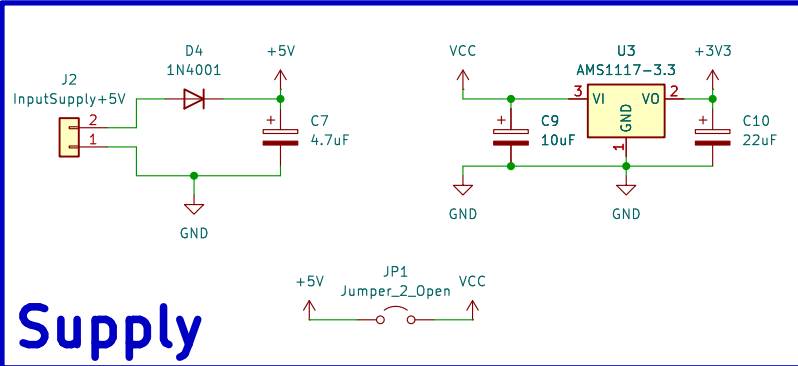 J2
InputSupply+5V
2
1
D4
1N4001
+5V
+
C7
4.7uF
GND
VCC
+
C9
10uF
GND
U3
AMS1117-3.3
3
VI
VO
2
GND
1
GND
+3V3
+
C10
22uF
+5V
JP1
Jumper_2_Open
VCC
Supply